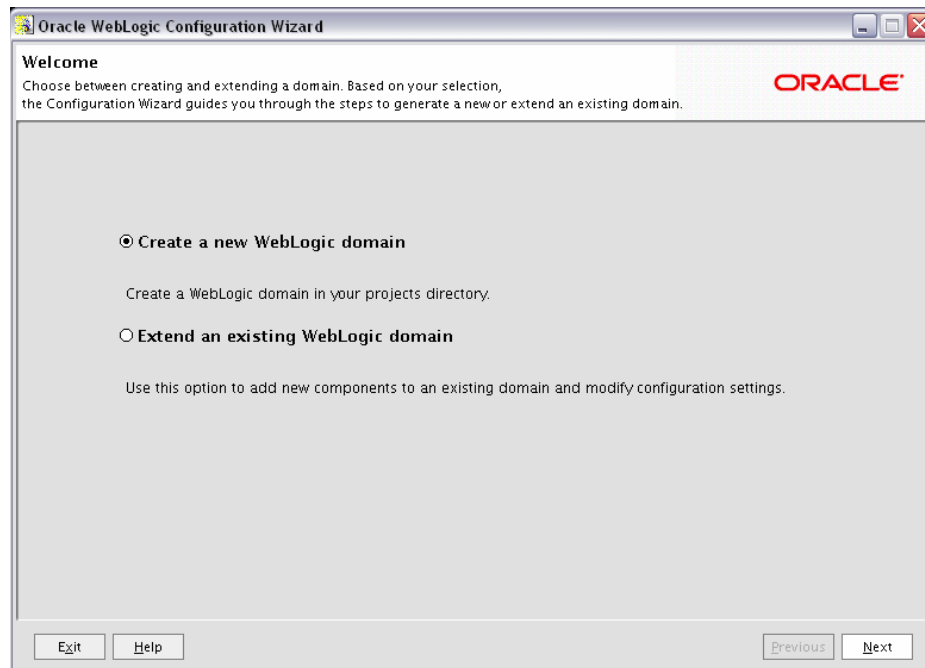 Oracle WebLogic Configuration Wizard
Welcome
Choose between creating and extending a domain. Based on your selection,
the Configuration Wizard guides you through the steps to generate a new or extend an existing domain.
ORACLE
Create a new WebLogic domain
Create a WebLogic domain in your projects directory.
Extend an existing WebLogic domain
Use this option to add new components to an existing domain and modify configuration settings.
Exit Help Previous Next